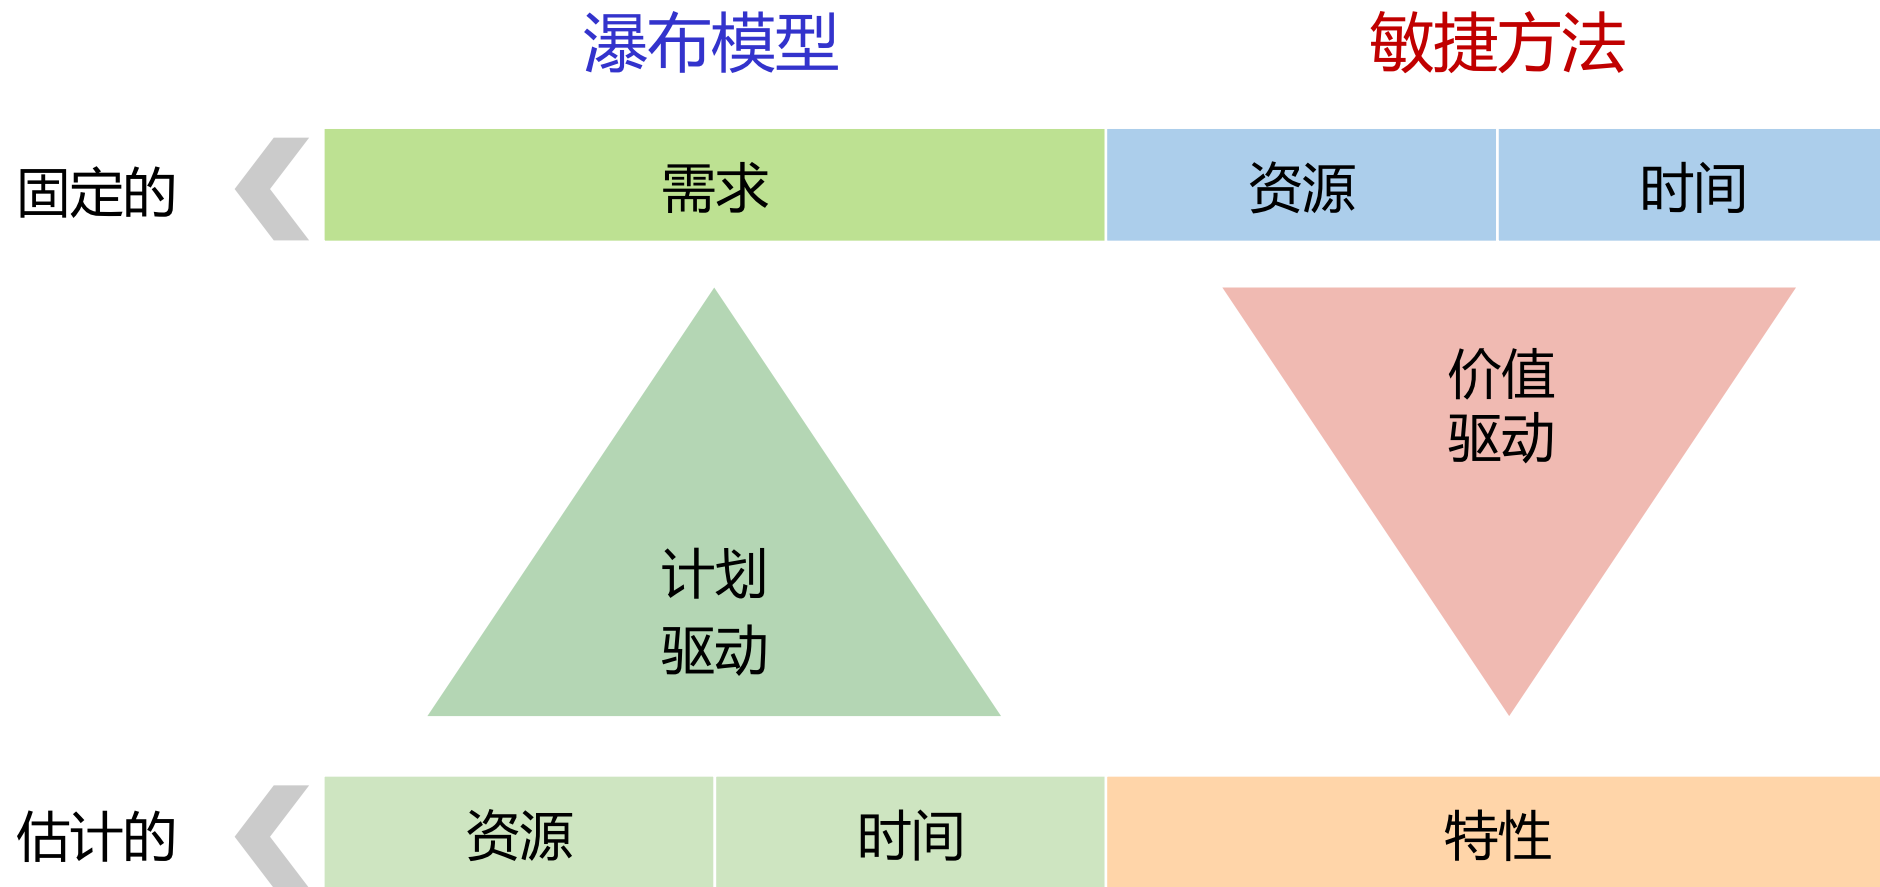 瀑布模型
敏捷方法
固定的
需求
资源
时间
计划
驱动
价值
驱动
估计的
资源
时间
特性